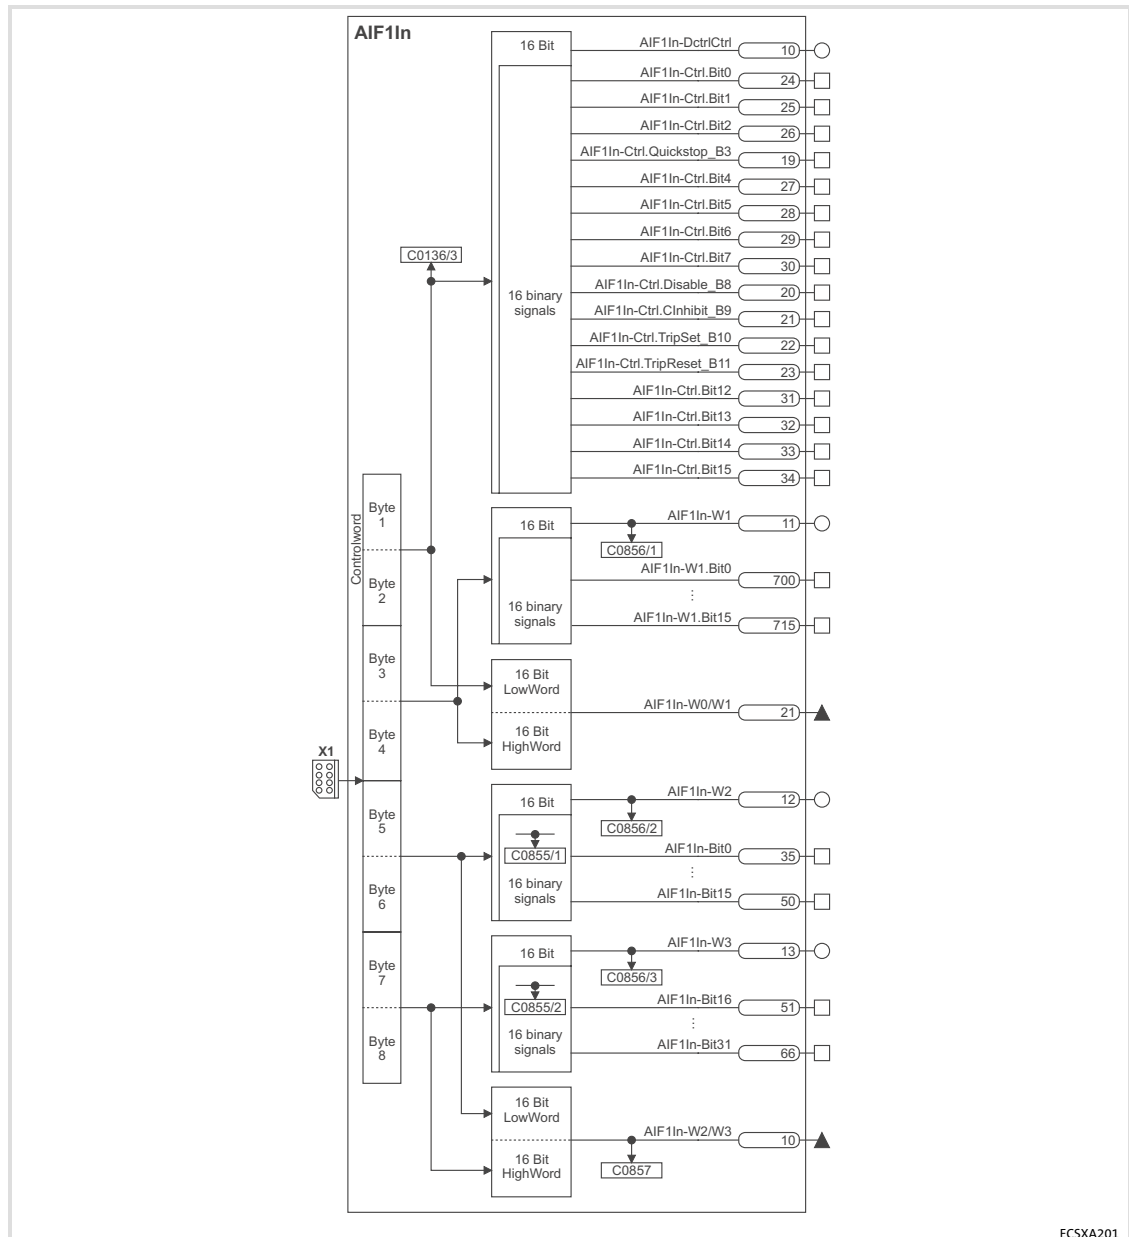 AIF1In
16 Bit
AIF1In-DctrlCtrl
10
AIF1In-Ctrl.Bit0
24
AIF1In-Ctrl.Bit1
25
AIF1In-Ctrl.Bit2
26
AIF1In-Ctrl.Quickstop_B3
19
AIF1In-Ctrl.Bit4
27
AIF1In-Ctrl.Bit5
28
AIF1In-Ctrl.Bit6
29
AIF1In-Ctrl.Bit7
30
AIF1In-Ctrl.Disable_B8
20
AIF1In-Ctrl.CInhibit_B9
21
AIF1In-Ctrl.TripSet_B10
22
AIF1In-Ctrl.TripReset_B11
23
AIF1In-Ctrl.Bit12
31
AIF1In-Ctrl.Bit13
32
AIF1In-Ctrl.Bit14
33
AIF1In-Ctrl.Bit15
34
C0136/3
16 binary
signals
Controlword
Byte
1
Byte
2
Byte
3
Byte
4
X1
Byte
5
Byte
6
Byte
7
Byte
8
16 Bit
AIF1In-W1
11
C0856/1
AIF1In-W1.Bit0
700
16 binary
signals
AIF1In-W1.Bit15
715
16 Bit
LowWord
AIF1In-W0/W1
21
16 Bit
HighWord
16 Bit
AIF1In-W2
12
C0856/2
C0855/1
AIF1In-Bit0
35
16 binary
signals
AIF1In-Bit15
50
16 Bit
AIF1In-W3
13
C0856/3
C0855/2
AIF1In-Bit16
51
16 binary
signals
AIF1In-Bit31
66
16 Bit
LowWord
AIF1In-W2/W3
10
16 Bit
HighWord
C0857
ECSXA201